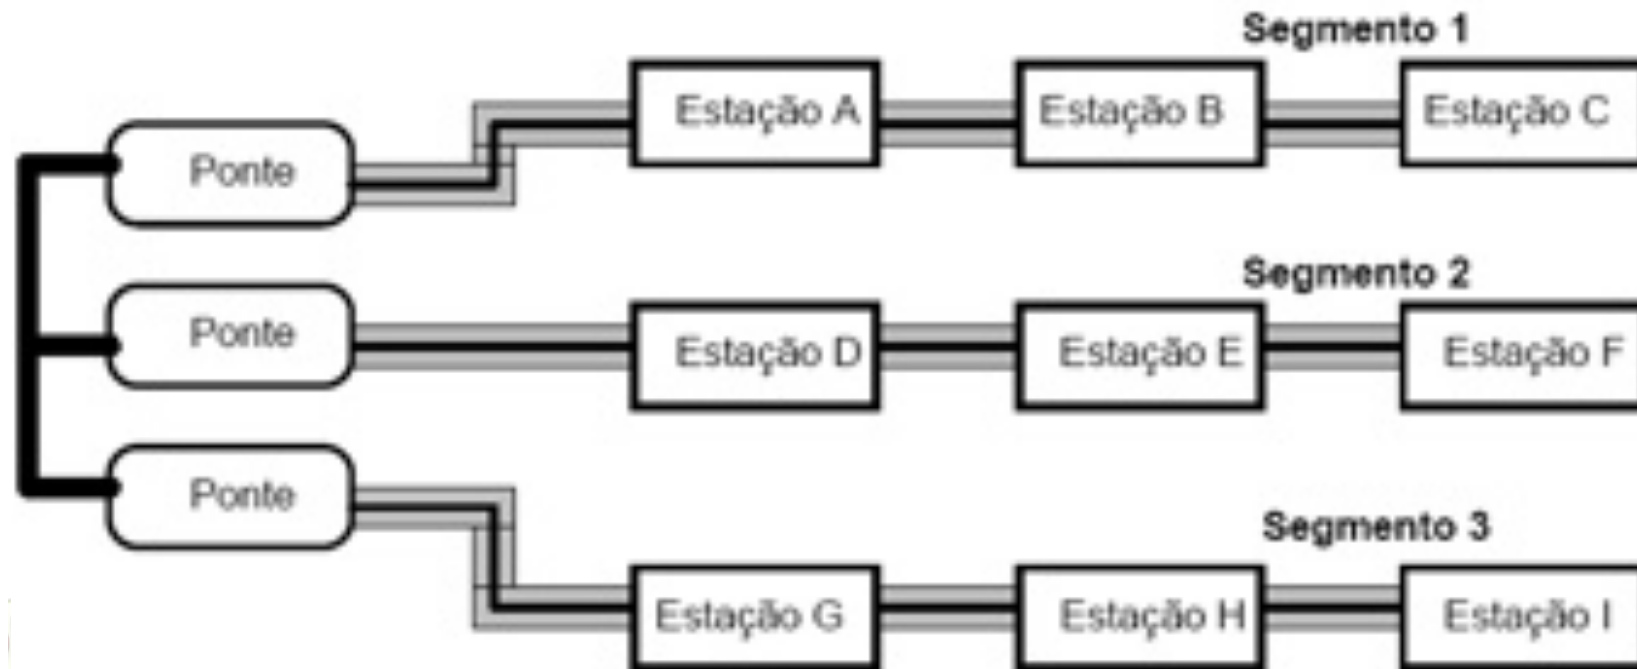 Segmento 1
Ponte
Estação A
Estação B
Estação C
Segmento 2
Ponte
Estação D
Estação E
Estação F
Segmento 3
Ponte
Estação G
Estação H
Estação I